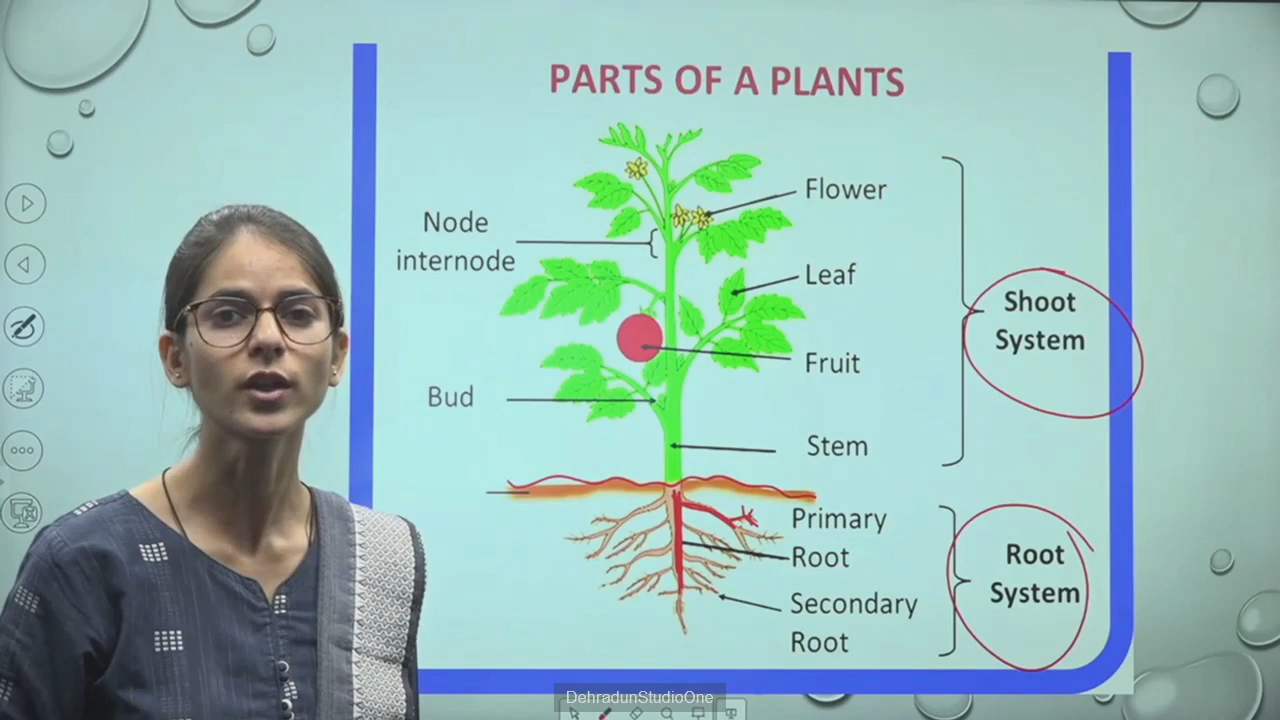 PARTS OF A PLANTS
Node
internode
Bud
Flower
Leaf
Fruit
Stem
Primary
Root
Secondary
Root
Shoot
System
Root
System
DehradunStudioOne